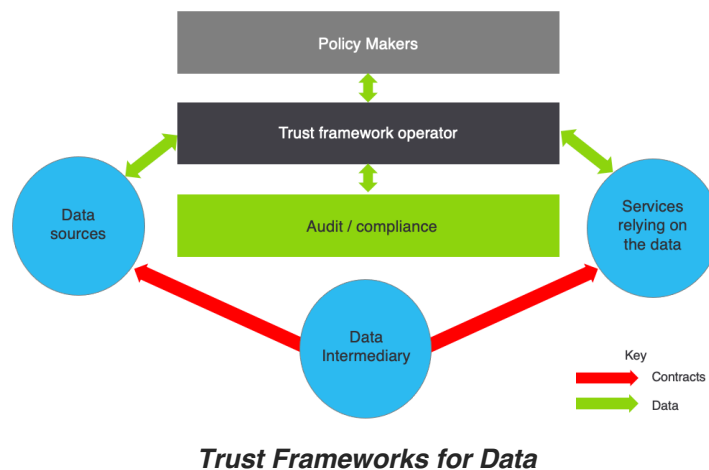 Policy Makers
Trust framework operator
Data
sources
Audit / compliance
Services
relying on
the data
Data
Intermediary
Key
Contracts
Data
Trust Frameworks for Data